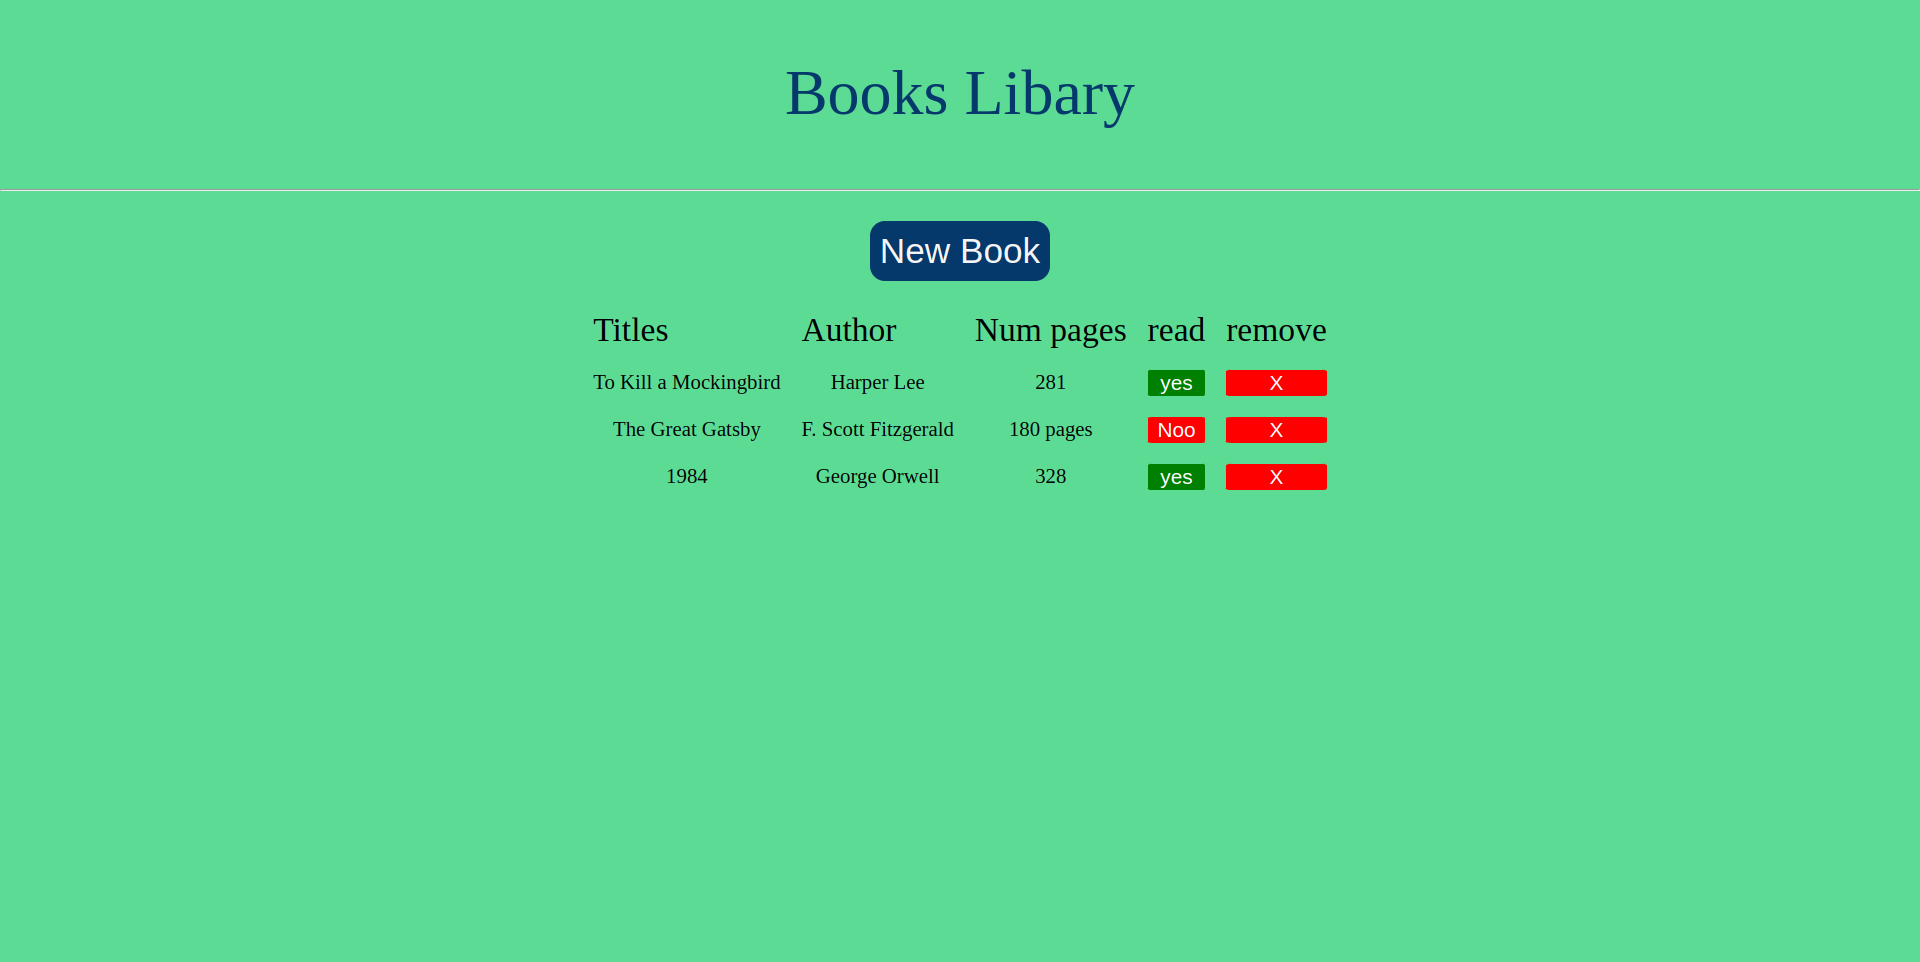 Books Libary
New Book
Titles Author Num pages read remove
To Kill a Mockingbird Harper Lee 281 yes X
The Great Gatsby F. Scott Fitzgerald 180 pages Noo X
1984 George Orwell 328 yes X